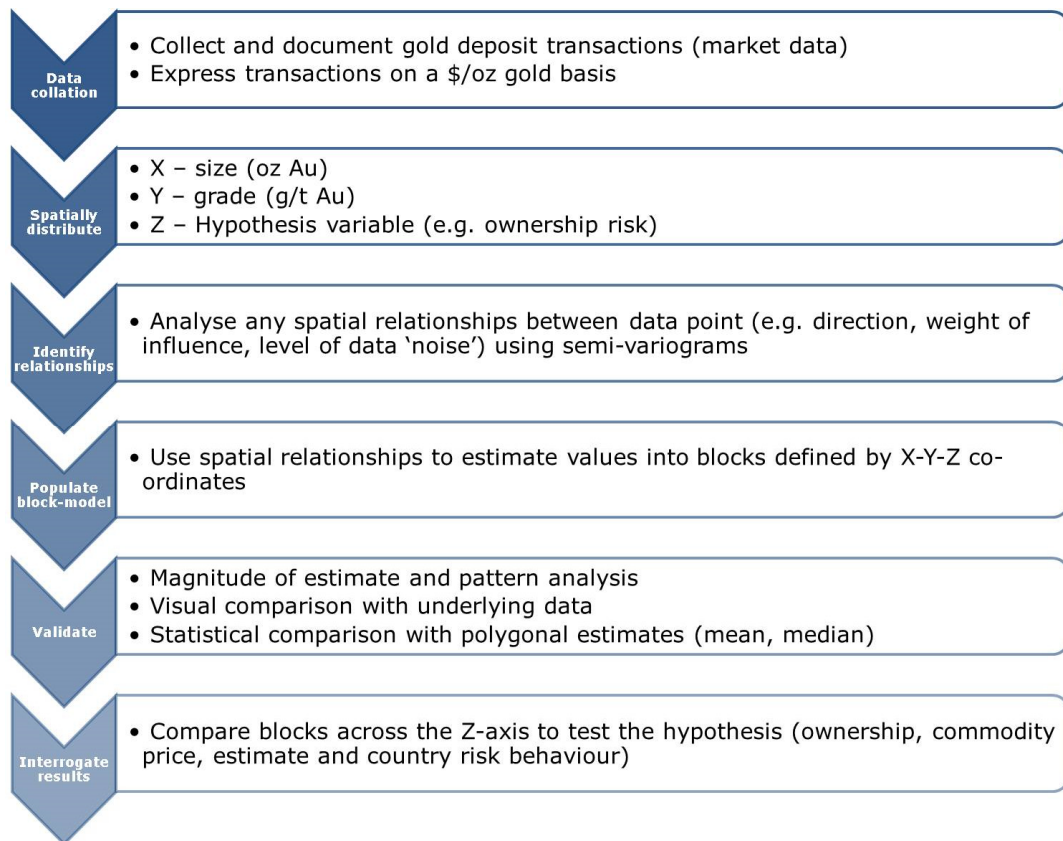 Data
collation
• Collect and document gold deposit transactions (market data)
• Express transactions on a $/oz gold basis
Spatially
distribute
• X – size (oz Au)
• Y – grade (g/t Au)
• Z – Hypothesis variable (e.g. ownership risk)
Identify
relationships
• Analyse any spatial relationships between data point (e.g. direction, weight of
influence, level of data ‘noise’) using semi-variograms
Populate
block-model
• Use spatial relationships to estimate values into blocks defined by X-Y-Z co-
ordinates
Validate
• Magnitude of estimate and pattern analysis
• Visual comparison with underlying data
• Statistical comparison with polygonal estimates (mean, median)
Interrogate
results
• Compare blocks across the Z-axis to test the hypothesis (ownership, commodity
price, estimate and country risk behaviour)